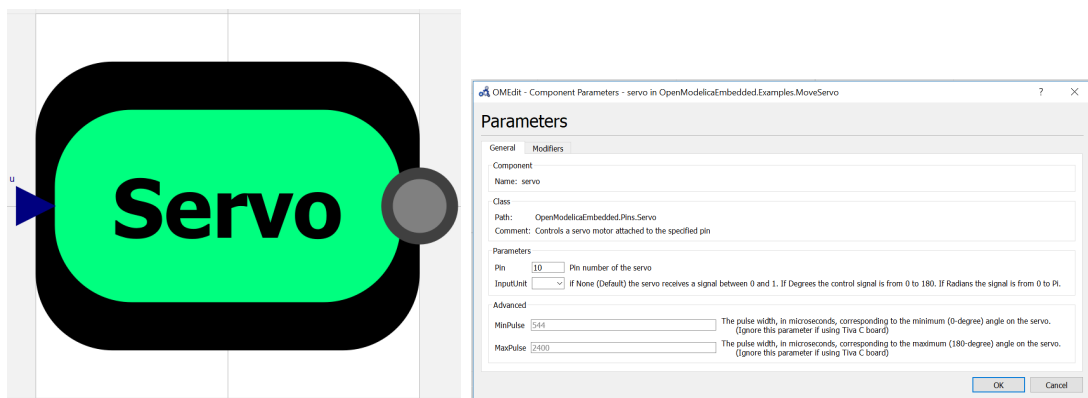 u
Servo
OMEdit - Component Parameters - servo in OpenModelicaEmbedded.Examples.MoveServo ? ×
Parameters
General Modifiers
Component
Name: servo
Class
Path: OpenModelicaEmbedded.Pins.Servo
Comment: Controls a servo motor attached to the specified pin
Parameters
Pin 10 Pin number of the servo
InputUnit if None (Default) the servo receives a signal between 0 and 1. If Degrees the control signal is from 0 to 180. If Radians the signal is from 0 to Pi.
Advanced
MinPulse 544 The pulse width, in microseconds, corresponding to the minimum (0-degree) angle on the servo.
(Ignore this parameter if using Tiva C board)
MaxPulse 2400 The pulse width, in microseconds, corresponding to the maximum (180-degree) angle on the servo.
(Ignore this parameter if using Tiva C board)
OK Cancel